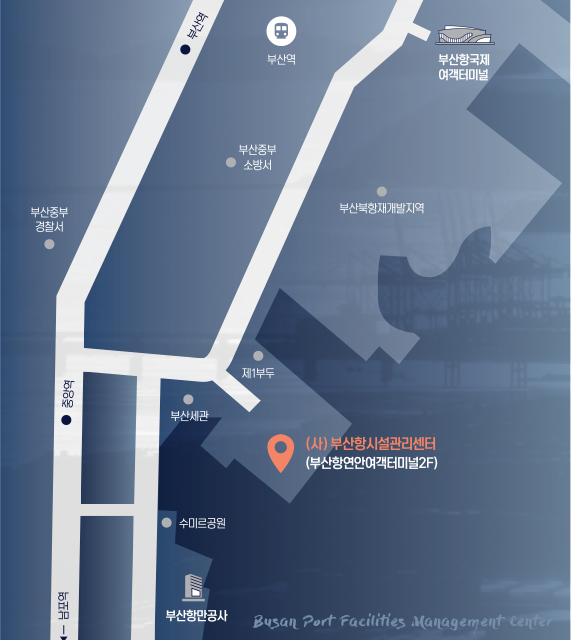 부산역
부산역
부산항국제
여객터미널
부산중부
소방서
부산북항재개발지역
부산중부
경찰서
제1부두
중앙역
부산세관
(사) 부산항시설관리센터
(부산항연안여객터미널2F)
수미르공원
남포역
부산항만공사
Busan Port Facilities Management Center